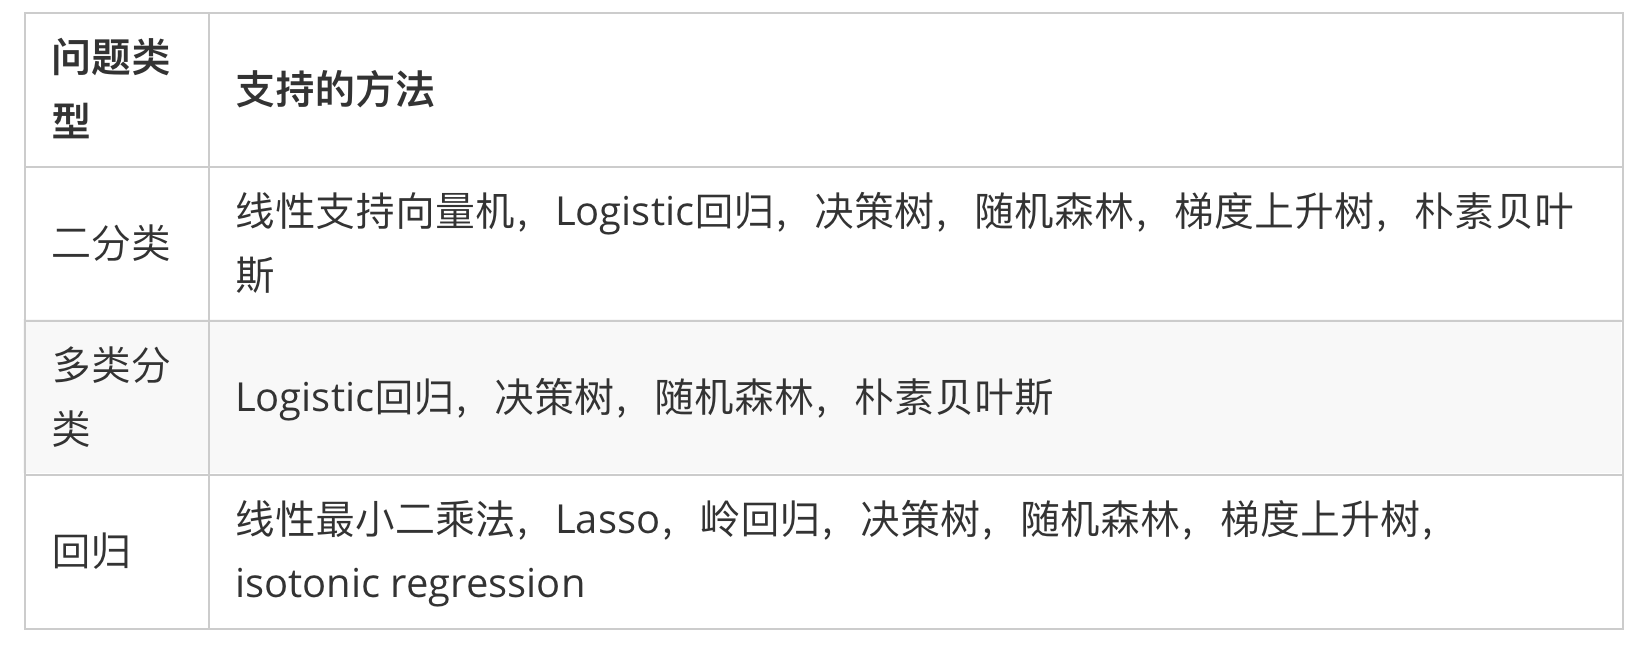 问题类
型
支持的方法
二分类
线性支持向量机，Logistic回归，决策树，随机森林，梯度上升树，朴素贝叶
斯
多类分
类
Logistic回归，决策树，随机森林，朴素贝叶斯
回归
线性最小二乘法，Lasso，岭回归，决策树，随机森林，梯度上升树，
isotonic regression